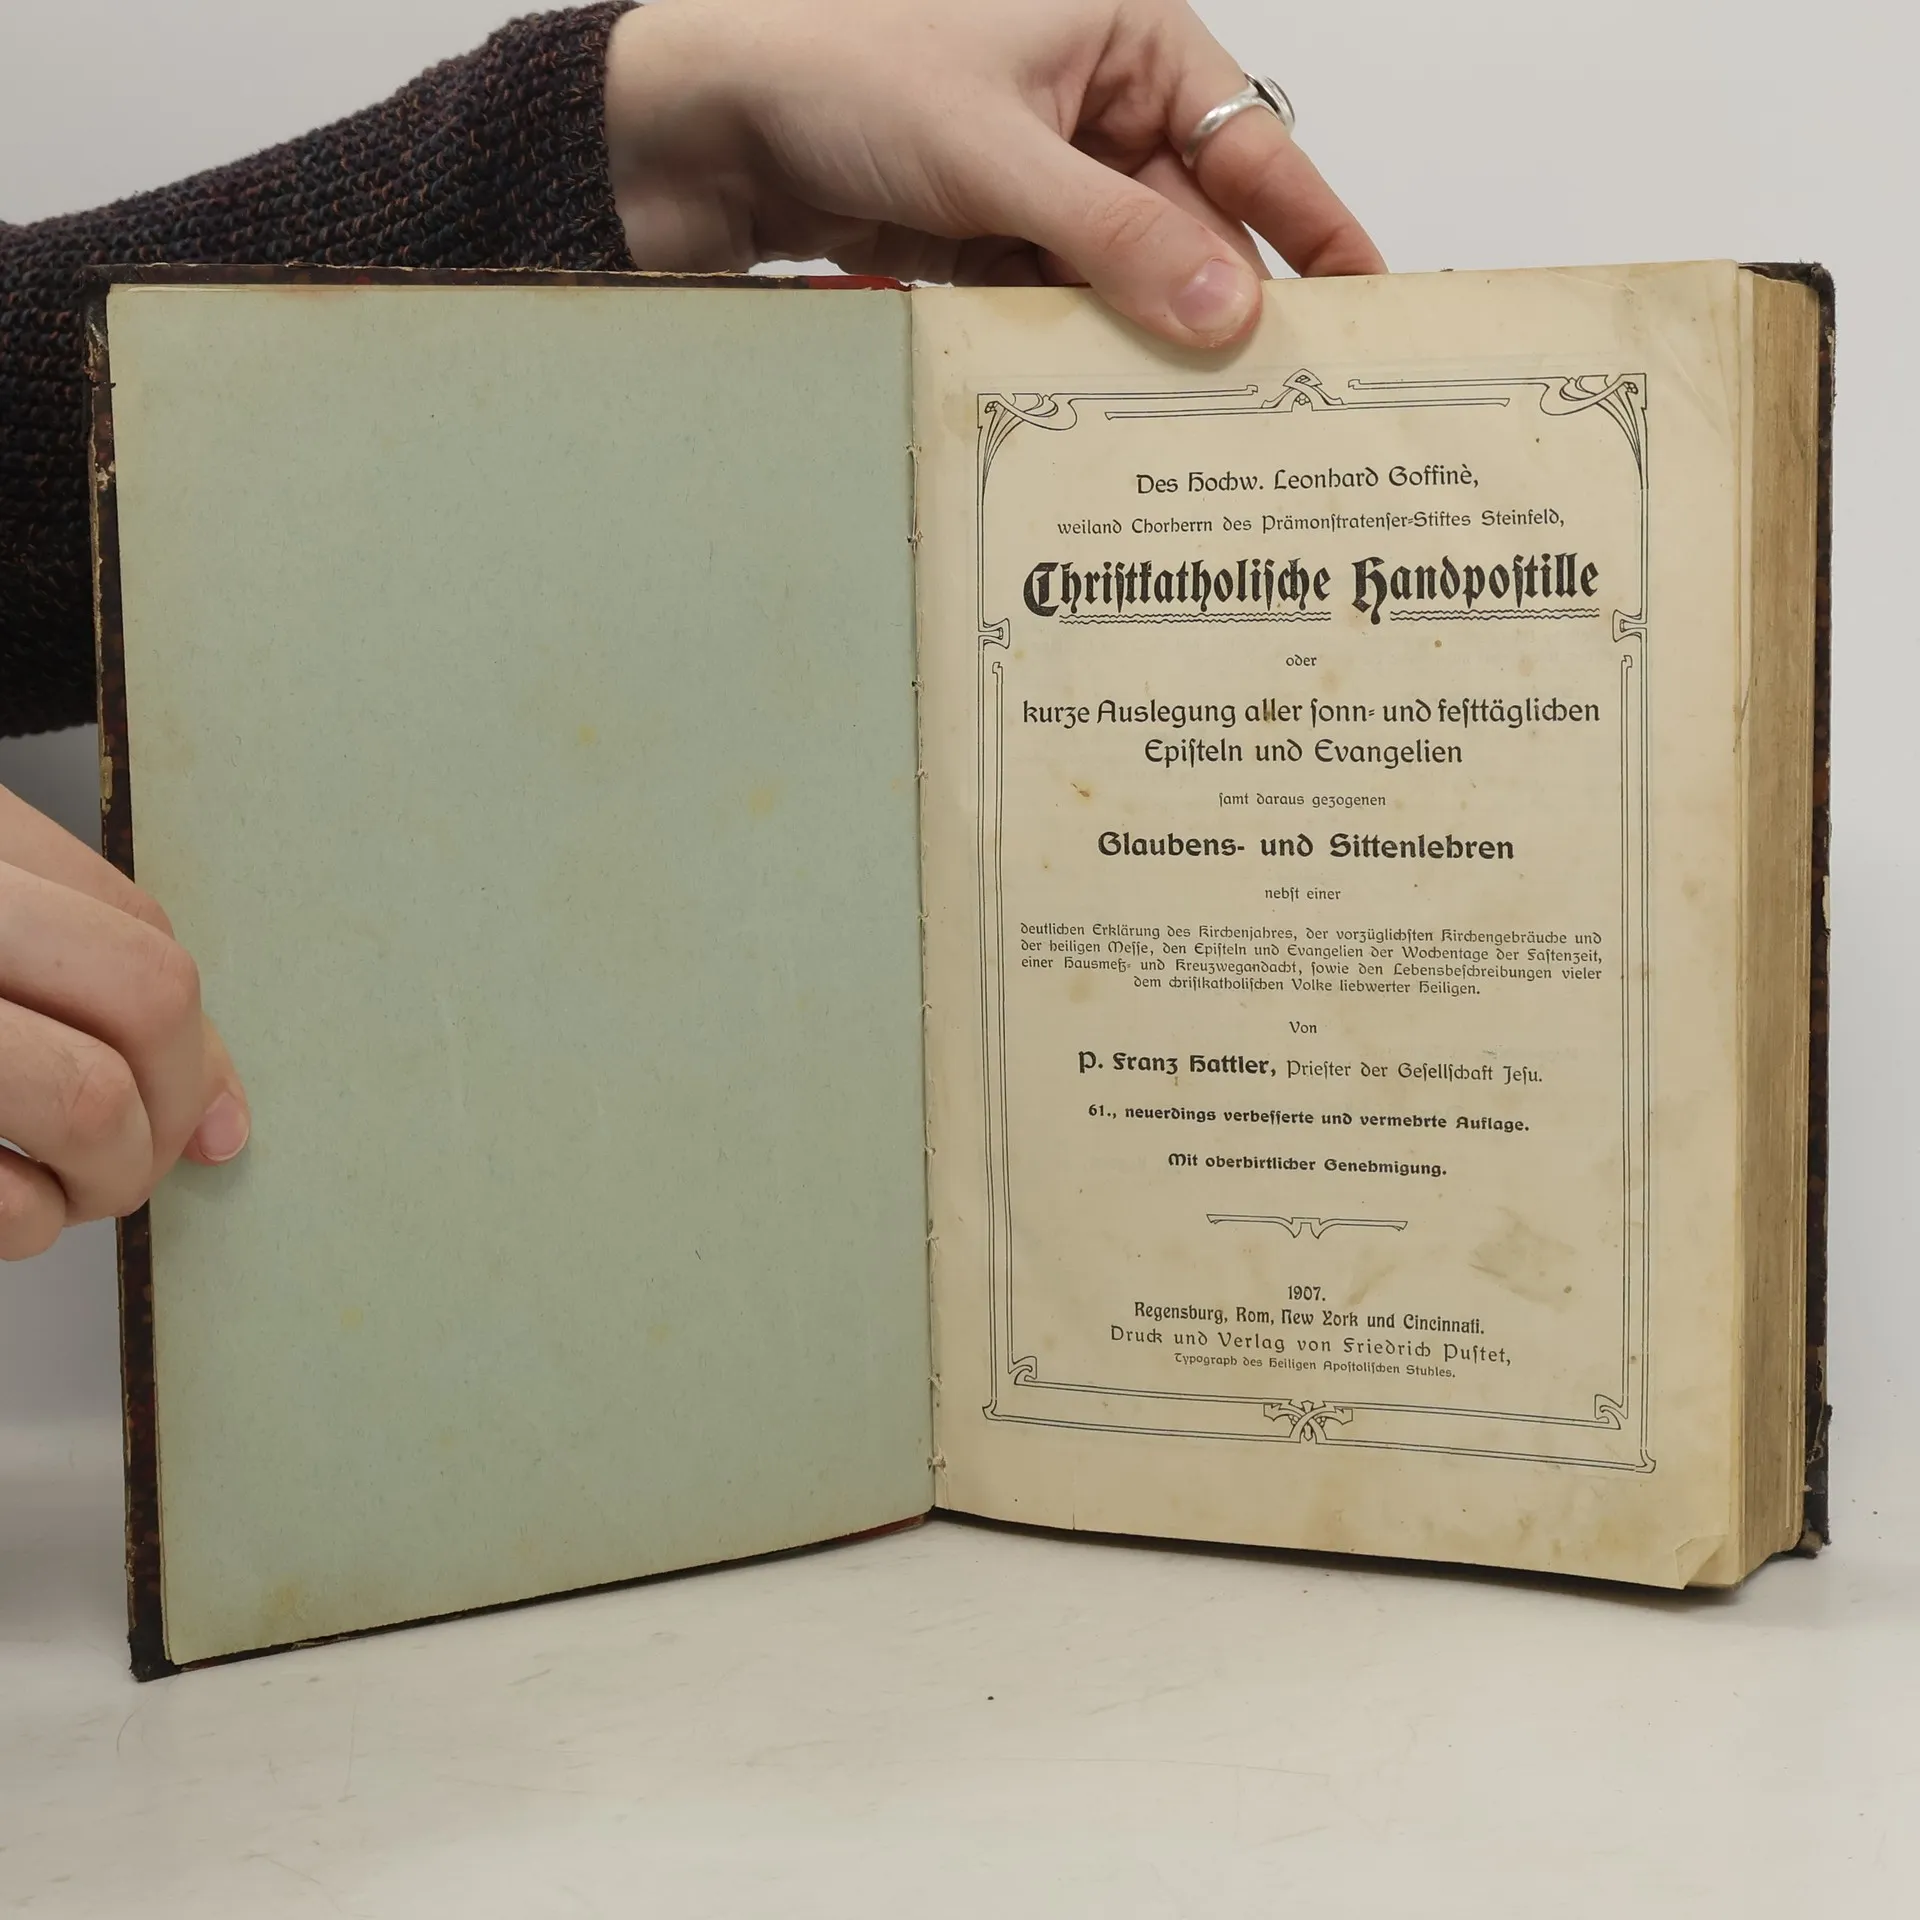 Des Hochw. Leonhard Goffinè,
weiland Chorherrn des Prämonſtratenſer-Stiftes Steinfeld,
Chriſtkatholiſche Handpoſtille
oder
kurze Auslegung aller ſonn- und feſttäglichen
Epiſteln und Evangelien
ſamt daraus gezogenen
Glaubens- und Sittenlehren
nebſt einer
deutlichen Erklärung des Kirchenjahres, der vorzüglichſten Kirchengebräuche und
der heiligen Meſſe, den Epiſteln und Evangelien der Wochentage der Faſtenzeit,
einer Hausmeß- und Kreuzwegandacht, ſowie den Lebensbeſchreibungen vieler
dem chriſtkatholiſchen Volke liebwerter Heiligen.
Von
P. Franz Hattler, Prieſter der Geſellſchaft Jeſu.
61., neuerdings verbeſſerte und vermehrte Auflage.
Mit oberhirtlicher Genehmigung.
1907.
Regensburg, Rom, New York und Cincinnati.
Druck und Verlag von Friedrich Puſtet,
Typograph des Heiligen Apoſtoliſchen Stuhles.